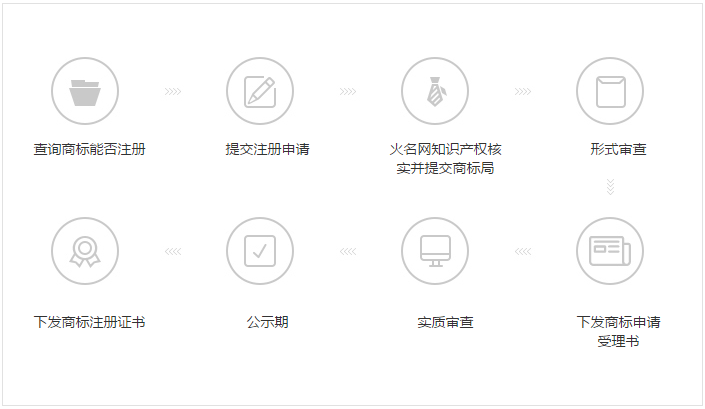 查询商标能否注册
提交注册申请
火名网知识产权核
实并提交商标局
形式审查
下发商标注册证书
公示期
实质审查
下发商标申请
受理书